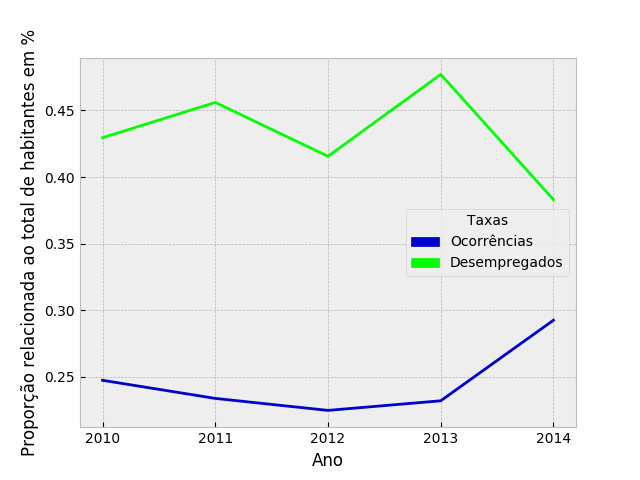 Proporção relacionada ao total de habitantes em %
0.45
0.40
0.35
0.30
0.25
Taxas
Ocorrências
Desempregados
2010 2011 2012 2013 2014
Ano